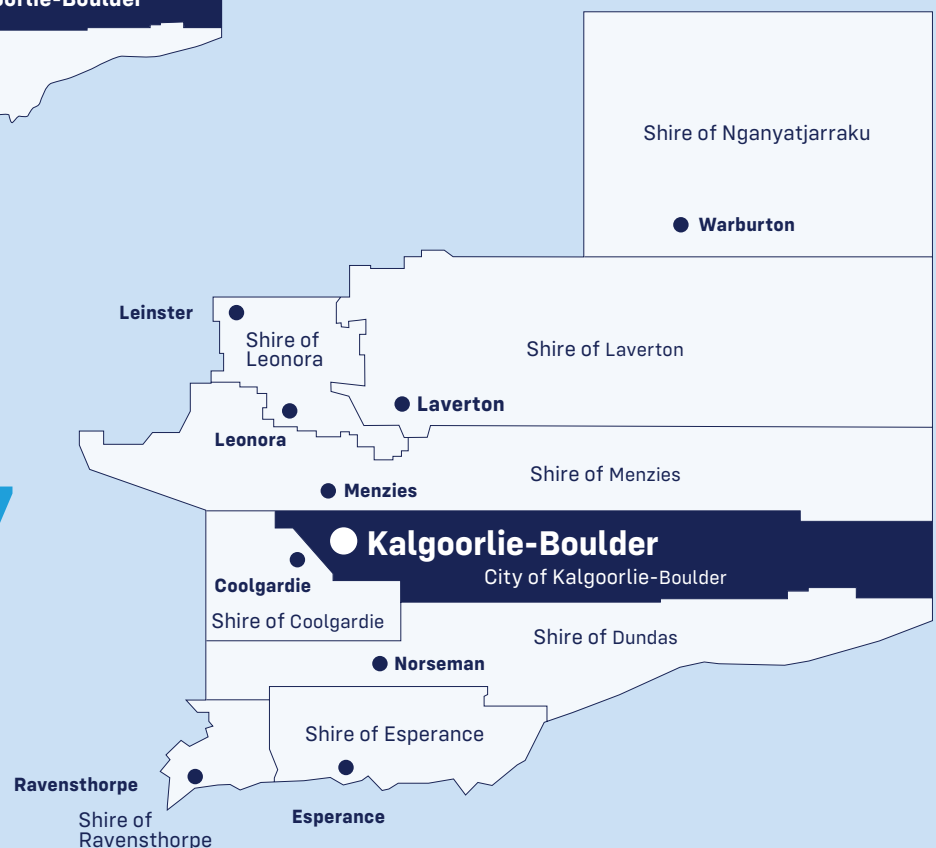 Kalgoorlie-Boulder
Shire of Nganyatjarraku
Warburton
Leinster
Shire of
Leonora
Shire of Laverton
Laverton
Leonora
Shire of Menzies
Menzies
Kalgoorlie-Boulder
City of Kalgoorlie-Boulder
Coolgardie
Shire of Coolgardie
Shire of Dundas
Norseman
Shire of Esperance
Ravensthorpe
Shire of
Ravensthorpe
Esperance